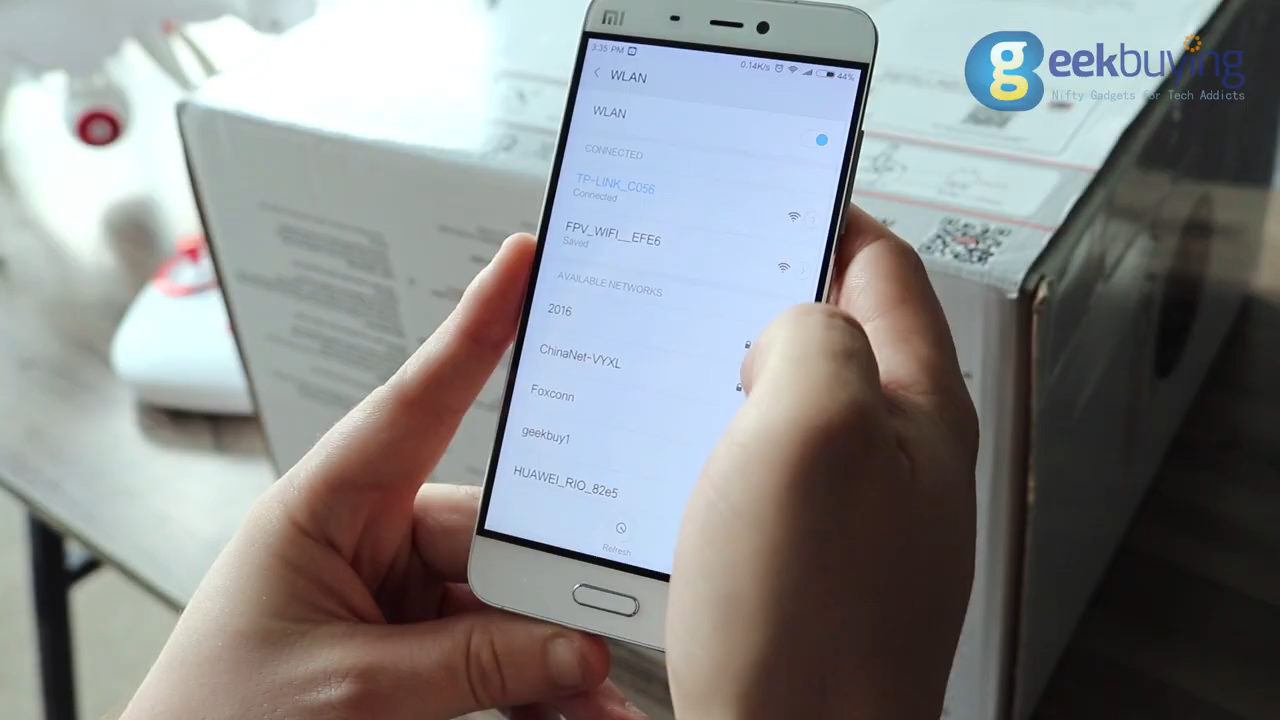 geekbuying
Nifty Gadgets for Tech Addicts
MI
3:35 PM
0.14K/s
44%
WLAN
WLAN
CONNECTED
TP-LINK_C056
Connected
FPV_WIFI__EFE6
Saved
AVAILABLE NETWORKS
2016
ChinaNet-VYXL
Foxconn
geekbuy1
HUAWEI_RIO_82e5
Refresh